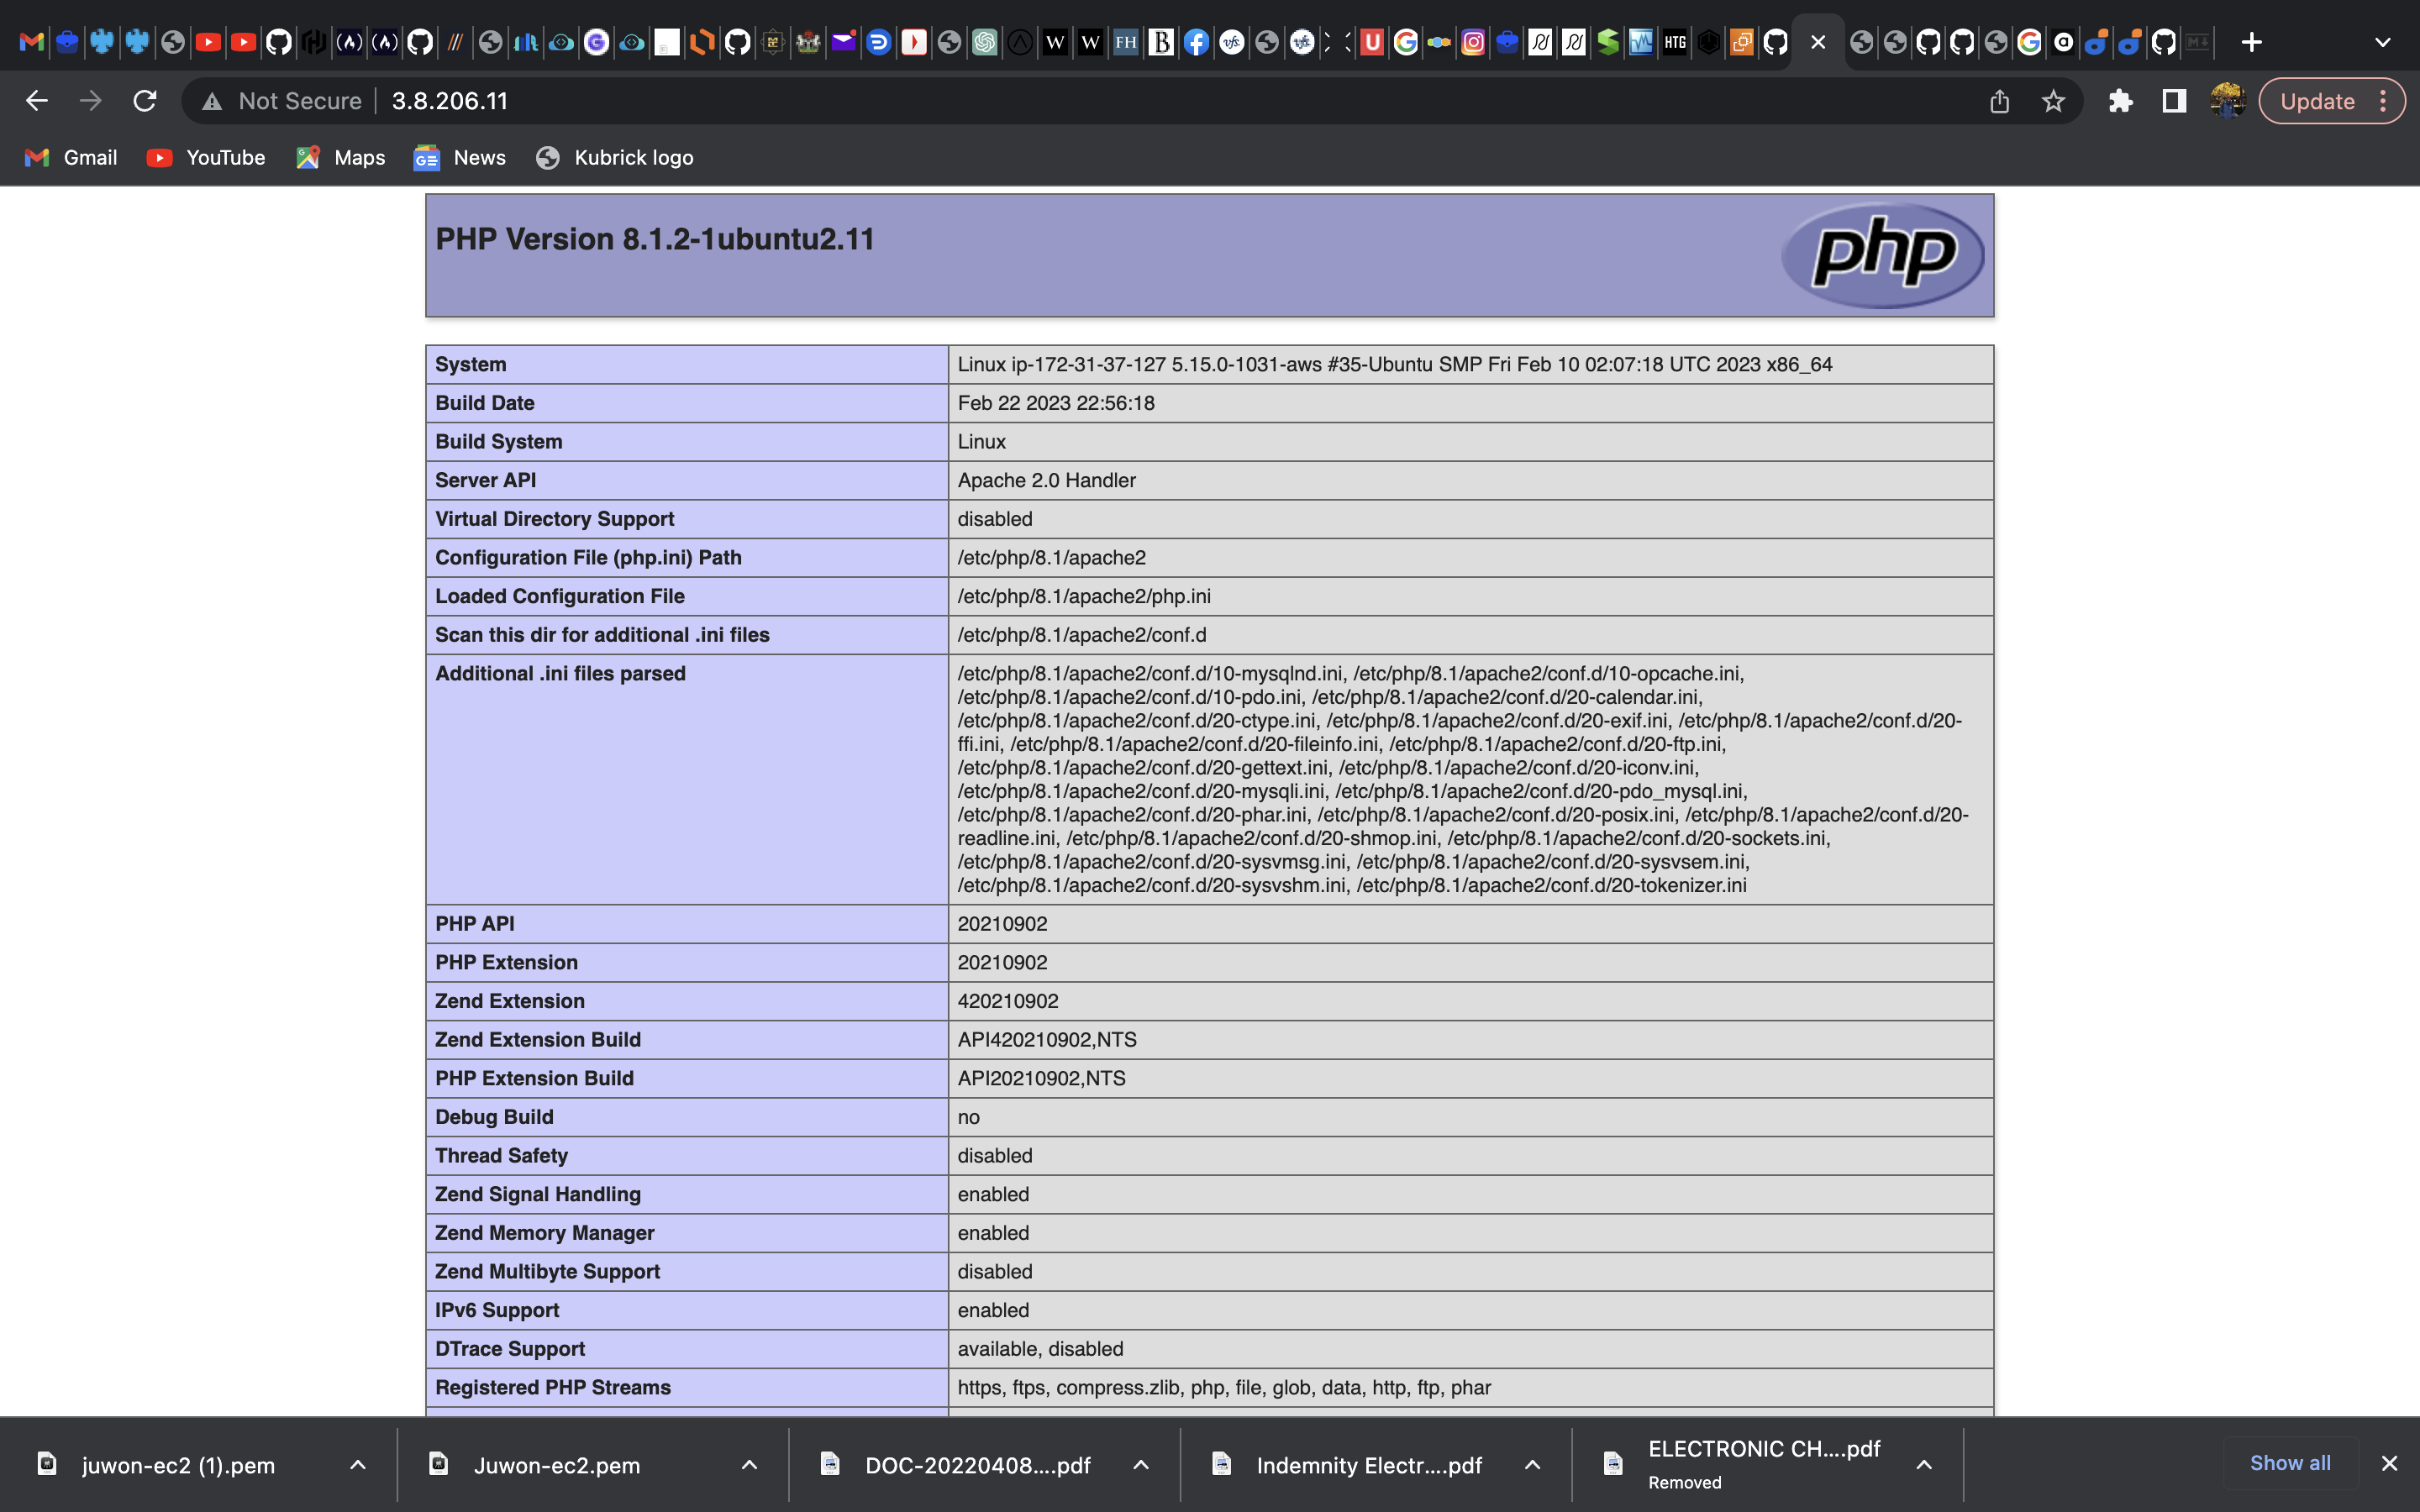 Not Secure 3.8.206.11 Update
Gmail YouTube Maps News Kubrick logo
PHP Version 8.1.2-1ubuntu2.11
php
System Linux ip-172-31-37-127 5.15.0-1031-aws #35-Ubuntu SMP Fri Feb 10 02:07:18 UTC 2023 x86_64
Build Date Feb 22 2023 22:56:18
Build System Linux
Server API Apache 2.0 Handler
Virtual Directory Support disabled
Configuration File (php.ini) Path /etc/php/8.1/apache2
Loaded Configuration File /etc/php/8.1/apache2/php.ini
Scan this dir for additional .ini files /etc/php/8.1/apache2/conf.d
Additional .ini files parsed /etc/php/8.1/apache2/conf.d/10-mysqlnd.ini, /etc/php/8.1/apache2/conf.d/10-opcache.ini,
/etc/php/8.1/apache2/conf.d/10-pdo.ini, /etc/php/8.1/apache2/conf.d/20-calendar.ini,
/etc/php/8.1/apache2/conf.d/20-ctype.ini, /etc/php/8.1/apache2/conf.d/20-exif.ini, /etc/php/8.1/apache2/conf.d/20-
ffi.ini, /etc/php/8.1/apache2/conf.d/20-fileinfo.ini, /etc/php/8.1/apache2/conf.d/20-ftp.ini,
/etc/php/8.1/apache2/conf.d/20-gettext.ini, /etc/php/8.1/apache2/conf.d/20-iconv.ini,
/etc/php/8.1/apache2/conf.d/20-mysqli.ini, /etc/php/8.1/apache2/conf.d/20-pdo_mysql.ini,
/etc/php/8.1/apache2/conf.d/20-phar.ini, /etc/php/8.1/apache2/conf.d/20-posix.ini, /etc/php/8.1/apache2/conf.d/20-
readline.ini, /etc/php/8.1/apache2/conf.d/20-shmop.ini, /etc/php/8.1/apache2/conf.d/20-sockets.ini,
/etc/php/8.1/apache2/conf.d/20-sysvmsg.ini, /etc/php/8.1/apache2/conf.d/20-sysvsem.ini,
/etc/php/8.1/apache2/conf.d/20-sysvshm.ini, /etc/php/8.1/apache2/conf.d/20-tokenizer.ini
PHP API 20210902
PHP Extension 20210902
Zend Extension 420210902
Zend Extension Build API420210902,NTS
PHP Extension Build API20210902,NTS
Debug Build no
Thread Safety disabled
Zend Signal Handling enabled
Zend Memory Manager enabled
Zend Multibyte Support disabled
IPv6 Support enabled
DTrace Support available, disabled
Registered PHP Streams https, ftps, compress.zlib, php, file, glob, data, http, ftp, phar
juwon-ec2 (1).pem Juwon-ec2.pem DOC-20220408....pdf Indemnity Electr....pdf ELECTRONIC CH....pdf Show all
Removed